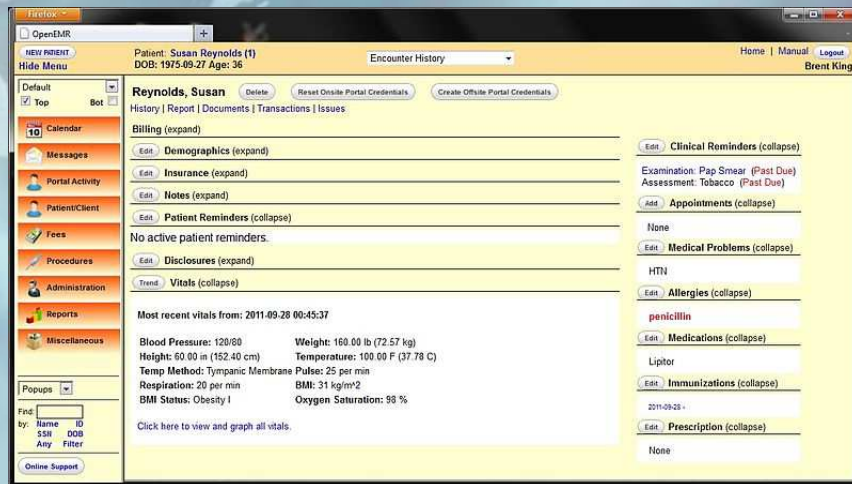 Firefox
OpenEMR
+
NEW PATIENT
Hide Menu
Patient: Susan Reynolds (1)
DOB: 1975-09-27 Age: 36
Encounter History
Home | Manual Logout
Brent King
Default
Top Bot
10 Calendar
Messages
Portal Activity
Patient/Client
Fees
Procedures
Administration
Reports
Miscellaneous
Popups
Find:
by: Name ID
SSN DOB
Any Filter
Online Support
Reynolds, Susan Delete Reset Onsite Portal Credentials Create Offsite Portal Credentials
History | Report | Documents | Transactions | Issues
Billing (expand)
Edit Demographics (expand)
Edit Insurance (expand)
Edit Notes (expand)
Edit Patient Reminders (collapse)
No active patient reminders.
Edit Disclosures (expand)
Trend Vitals (collapse)
Most recent vitals from: 2011-09-28 00:45:37
Blood Pressure: 120/80 Weight: 160.00 lb (72.57 kg)
Height: 60.00 in (152.40 cm) Temperature: 100.00 F (37.78 C)
Temp Method: Tympanic Membrane Pulse: 25 per min
Respiration: 20 per min BMI: 31 kg/m^2
BMI Status: Obesity I Oxygen Saturation: 98 %
Click here to view and graph all vitals.
Edit Clinical Reminders (collapse)
Examination: Pap Smear (Past Due)
Assessment: Tobacco (Past Due)
Add Appointments (collapse)
None
Edit Medical Problems (collapse)
HTN
Edit Allergies (collapse)
penicillin
Edit Medications (collapse)
Lipitor
Edit Immunizations (collapse)
2011-09-28 -
Edit Prescription (collapse)
None